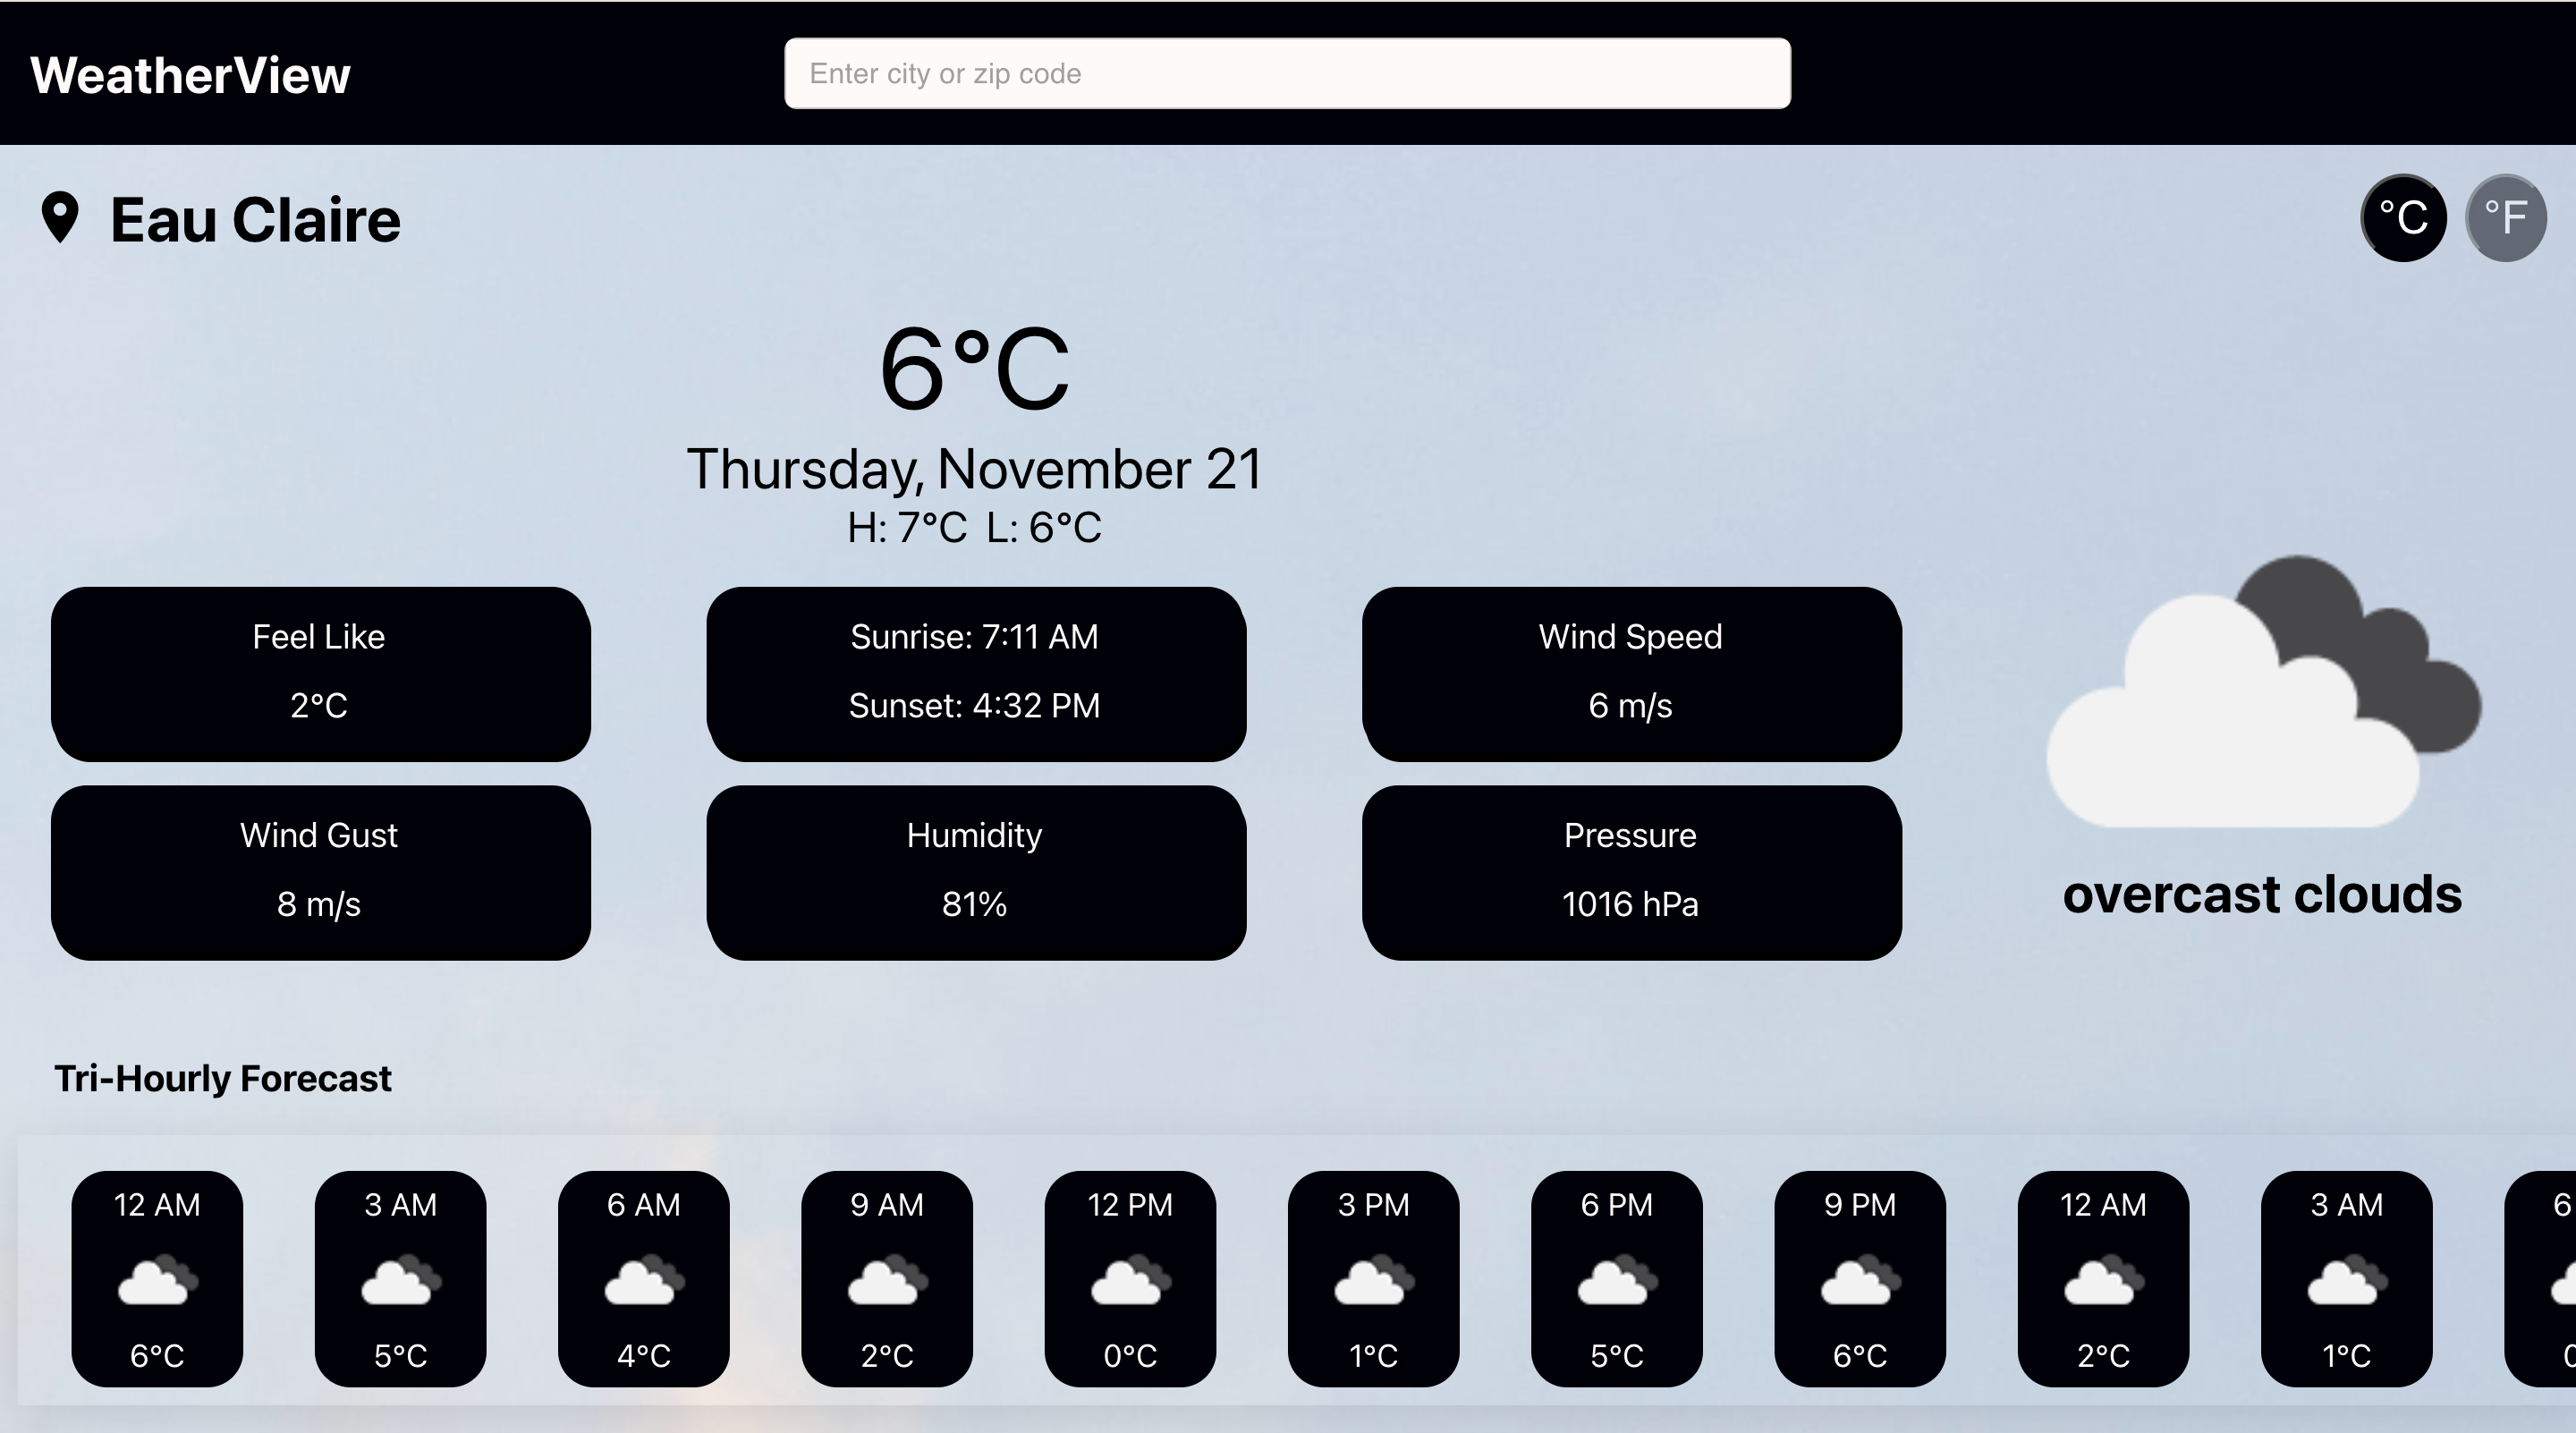 WeatherView
Enter city or zip code
Eau Claire
°C °F
6°C
Thursday, November 21
H: 7°C L: 6°C
Feel Like
2°C
Sunrise: 7:11 AM
Sunset: 4:32 PM
Wind Speed
6 m/s
Wind Gust
8 m/s
Humidity
81%
Pressure
1016 hPa
overcast clouds
Tri-Hourly Forecast
12 AM
6°C
3 AM
5°C
6 AM
4°C
9 AM
2°C
12 PM
0°C
3 PM
1°C
6 PM
5°C
9 PM
6°C
12 AM
2°C
3 AM
1°C
6